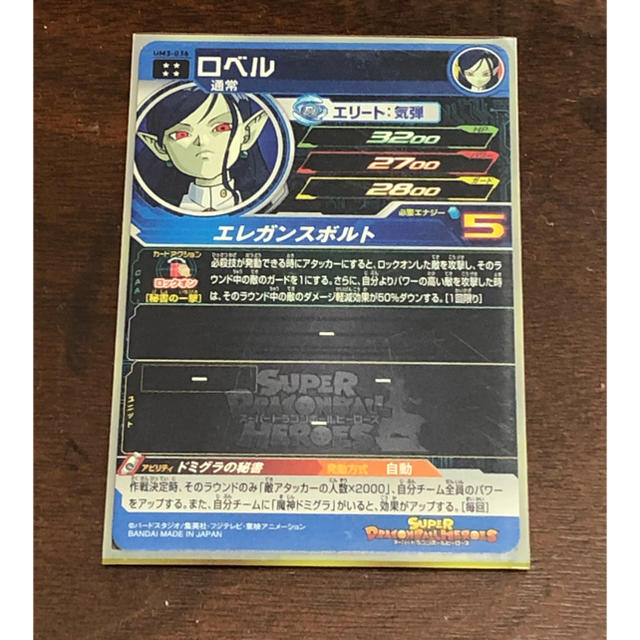 UM3-036
ロベル
通常
エリート:気弾
HP
3200
パワー
2700
ガード
2800
必要エナジー 5
エレガンスボルト
カードアクション
ロックオン
[秘書の一撃]
必殺技が発動できる時にアタッカーにすると、ロックオンした敵を攻撃し、そのラ
ウンド中の敵のガードを1にする。さらに、自分よりパワーの高い敵を攻撃した時
は、そのラウンド中の敵のダメージ軽減効果が50%ダウンする。[1回限り]
CAA
ユニット
SUPER
DRAGONBALL
スーパードラゴンボールヒーローズ
HEROES
アビリティ ドミグラの秘書 発動方式 自動
作戦決定時、そのラウンドのみ「敵アタッカーの人数×2000」、自分チーム全員のパワー
をアップする。また、自分チームに「魔神ドミグラ」がいると、効果がアップする。[毎回]
©バードスタジオ/集英社・フジテレビ・東映アニメーション
BANDAI MADE IN JAPAN
SUPER
DRAGONBALL HEROES
スーパードラゴンボールヒーローズ